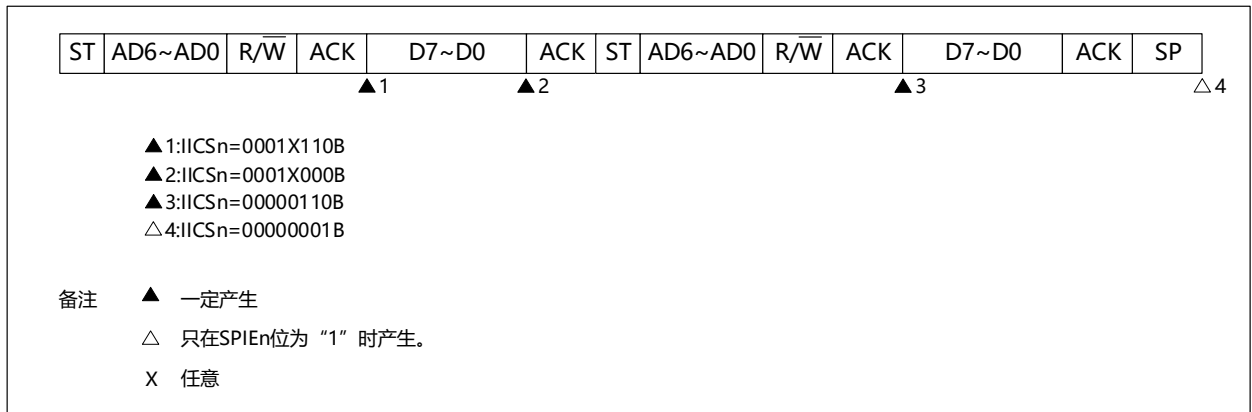 ST AD6~AD0 R/W̅ ACK D7~D0 ACK ST AD6~AD0 R/W̅ ACK D7~D0 ACK SP
▲1 ▲2 ▲3 △4
▲1:IICSn=0001X110B
▲2:IICSn=0001X000B
▲3:IICSn=00000110B
△4:IICSn=00000001B
备注 ▲ 一定产生
△ 只在SPIEn位为“1”时产生。
X 任意